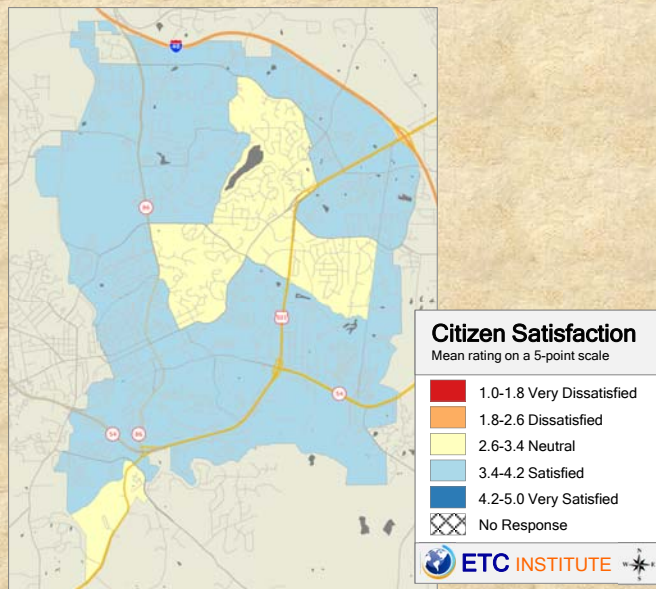 40
86
501
54
54
86
Citizen Satisfaction
Mean rating on a 5-point scale
1.0-1.8 Very Dissatisfied
1.8-2.6 Dissatisfied
2.6-3.4 Neutral
3.4-4.2 Satisfied
4.2-5.0 Very Satisfied
No Response
ETC INSTITUTE
N
W E
S